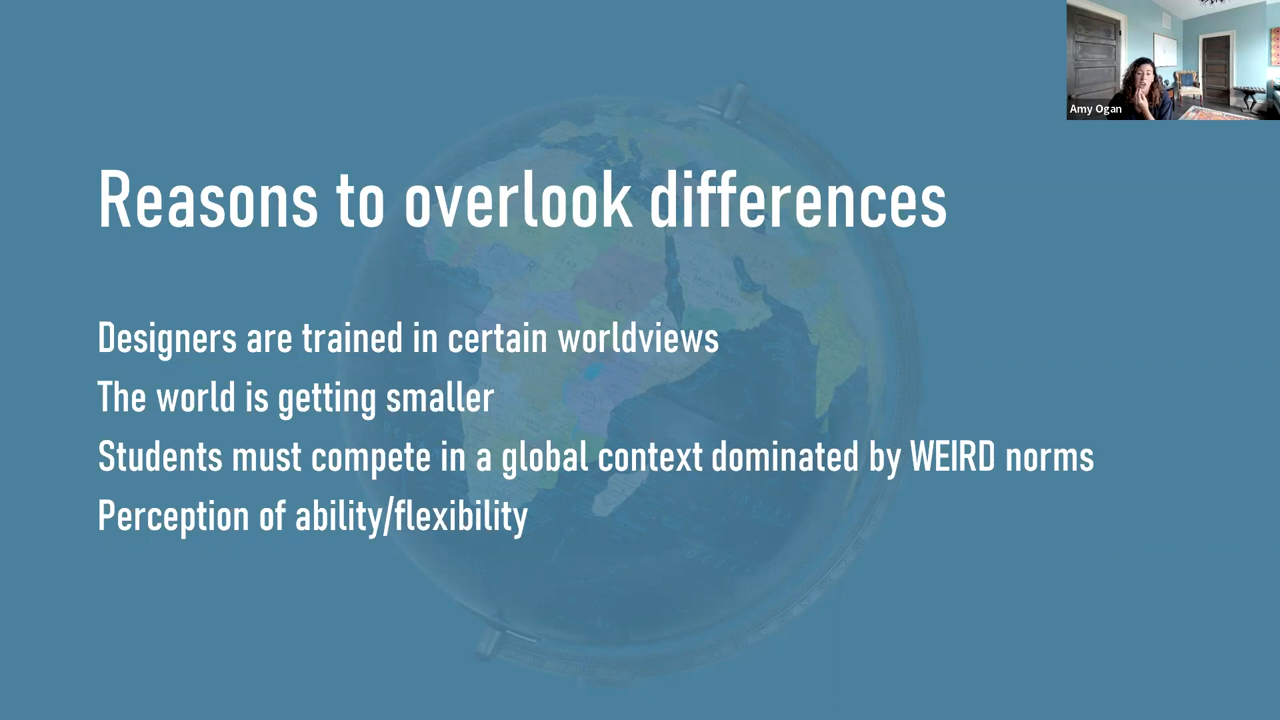 Amy Ogan
Reasons to overlook differences
Designers are trained in certain worldviews
The world is getting smaller
Students must compete in a global context dominated by WEIRD norms
Perception of ability/flexibility